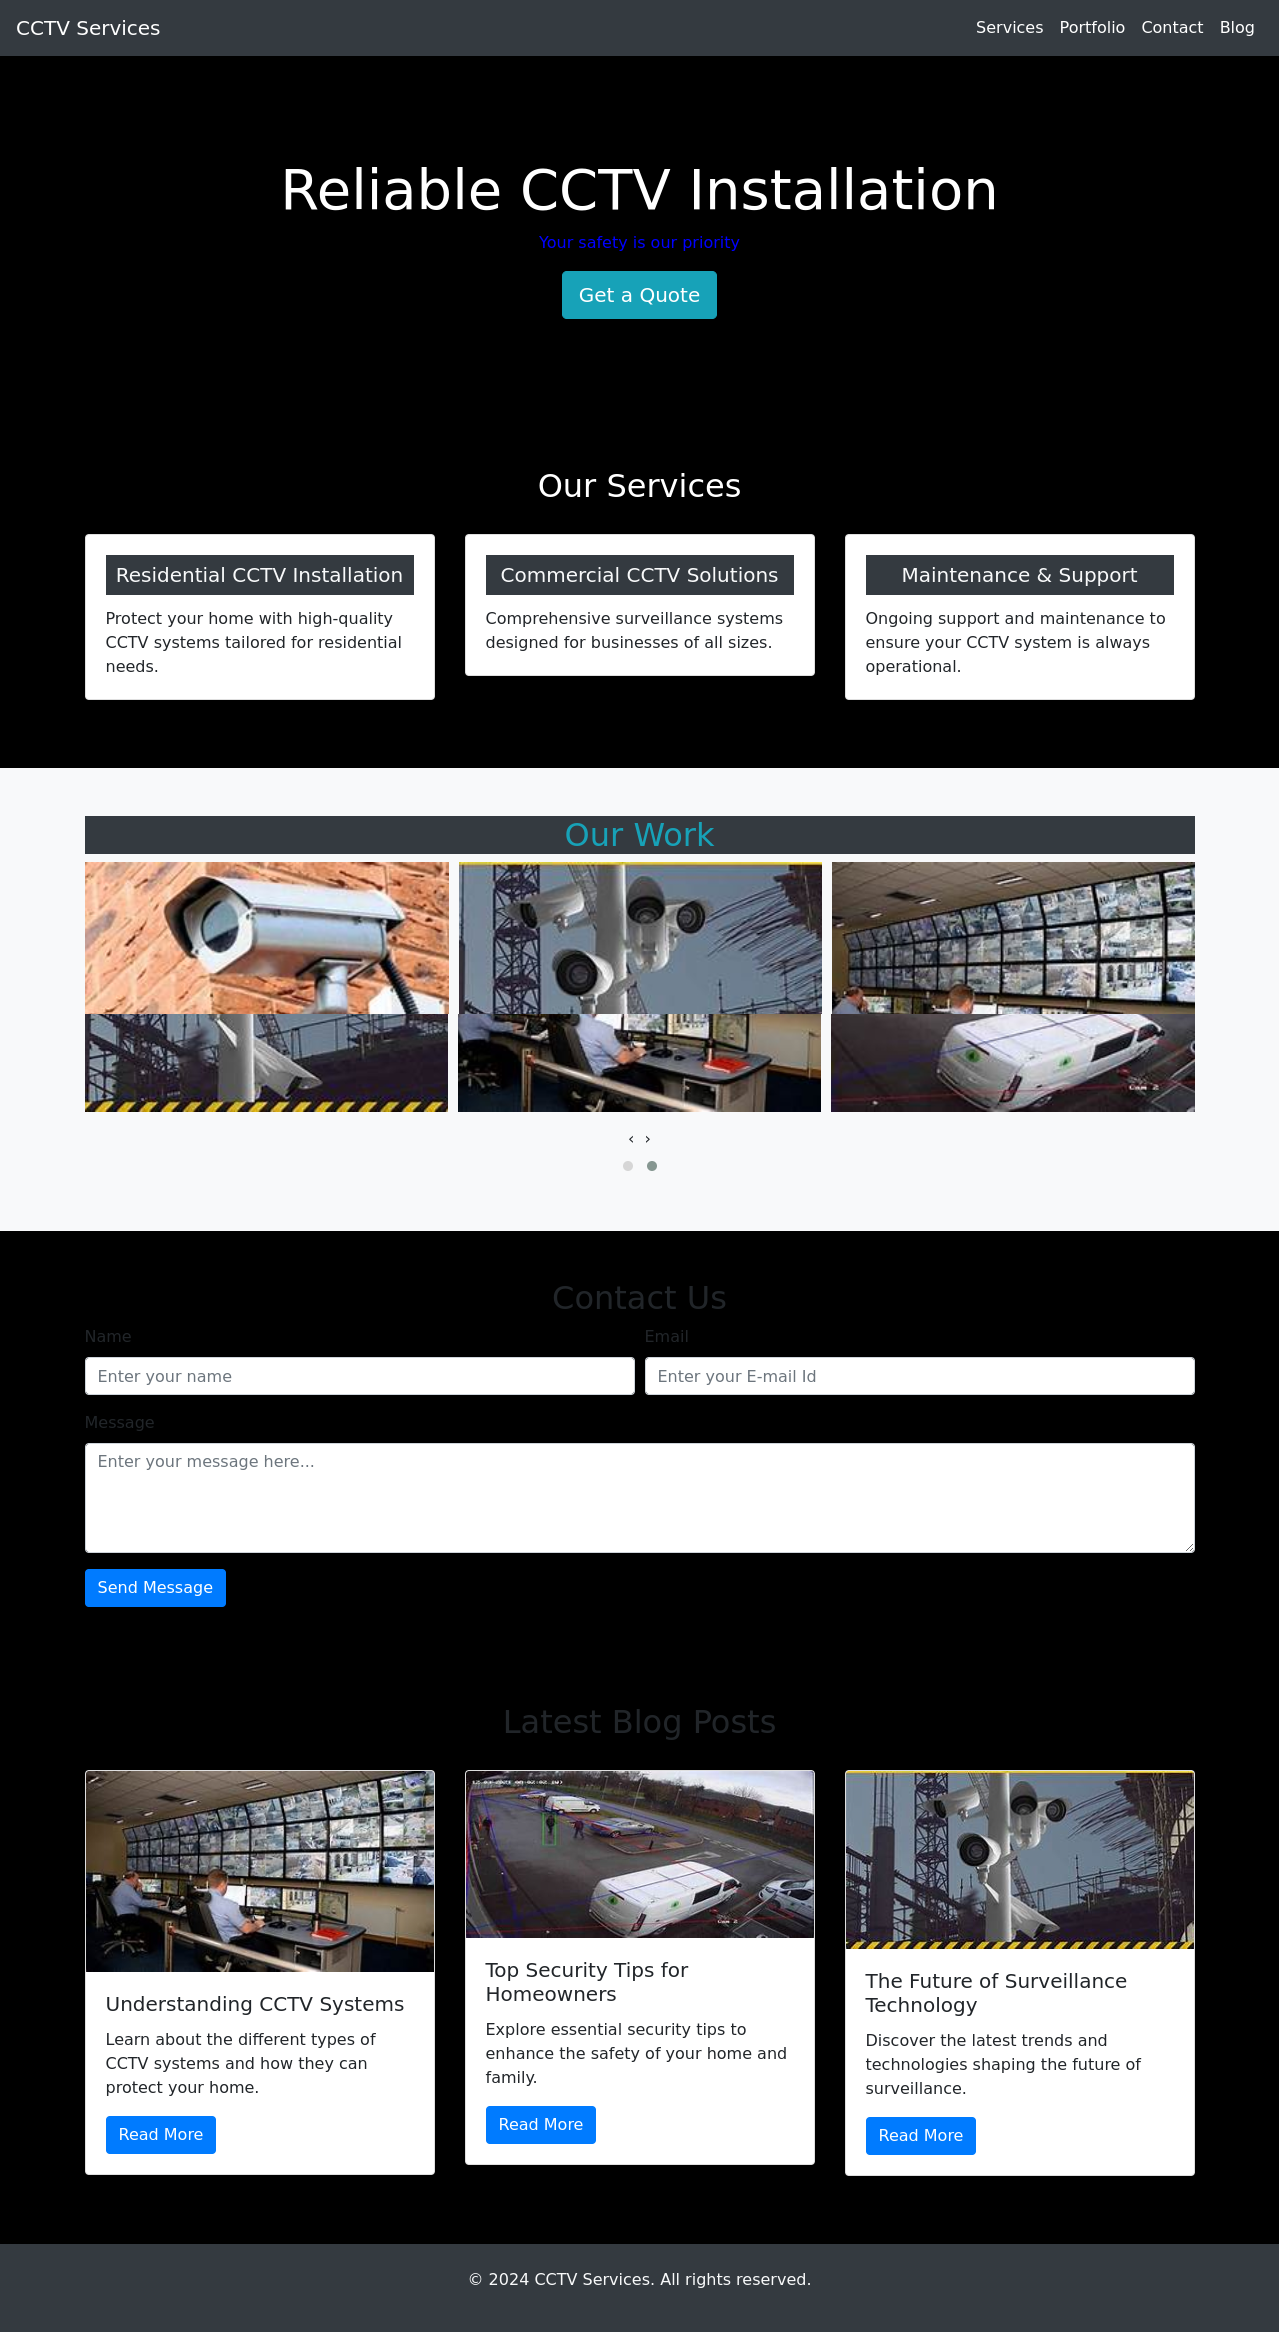 CCTV Services
Services Portfolio Contact Blog
Reliable CCTV Installation
Your safety is our priority
Get a Quote
Our Services
Residential CCTV Installation
Protect your home with high-quality
CCTV systems tailored for residential
needs.
Commercial CCTV Solutions
Comprehensive surveillance systems
designed for businesses of all sizes.
Maintenance & Support
Ongoing support and maintenance to
ensure your CCTV system is always
operational.
Our Work
‹ ›
Contact Us
Name
Enter your name
Email
Enter your E-mail Id
Message
Enter your message here...
Send Message
Latest Blog Posts
Understanding CCTV Systems
Learn about the different types of
CCTV systems and how they can
protect your home.
Read More
Top Security Tips for
Homeowners
Explore essential security tips to
enhance the safety of your home and
family.
Read More
The Future of Surveillance
Technology
Discover the latest trends and
technologies shaping the future of
surveillance.
Read More
© 2024 CCTV Services. All rights reserved.